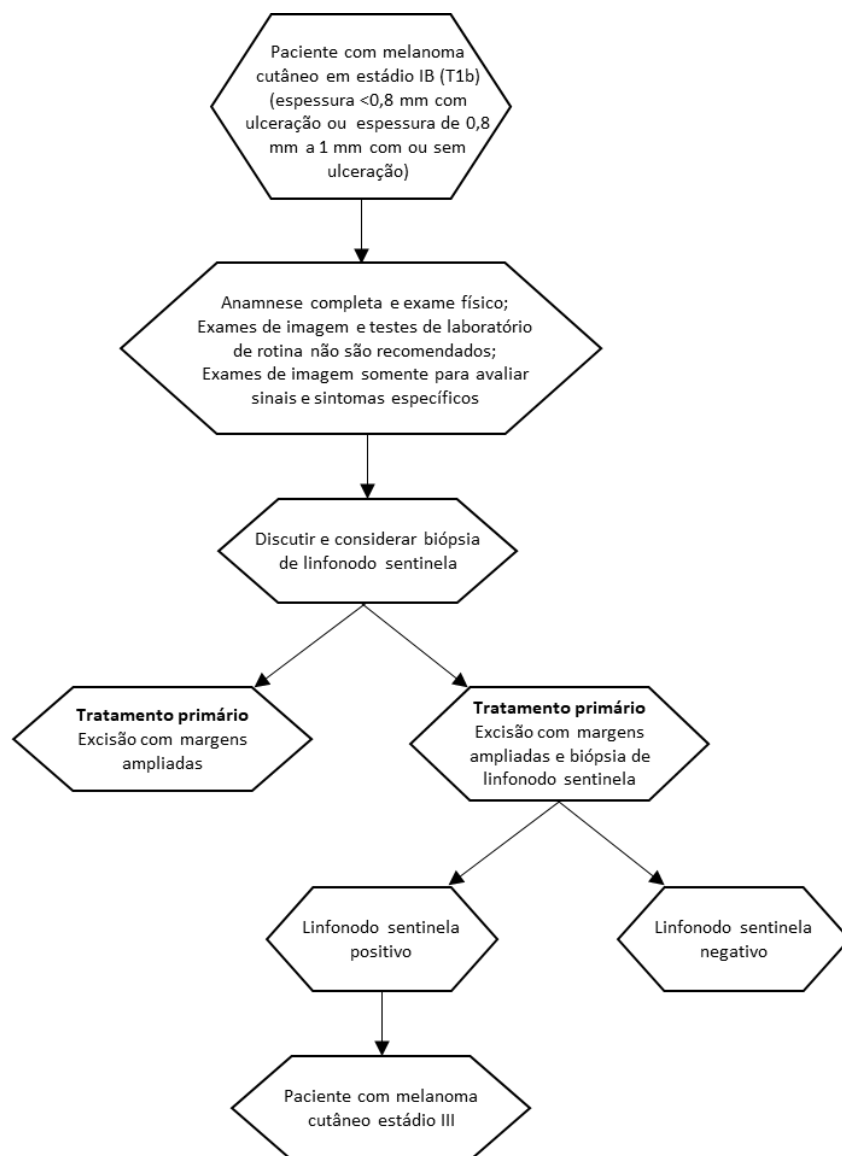 Paciente com melanoma
cutâneo em estádio IB (T1b)
(espessura <0,8 mm com
ulceração ou espessura de 0,8
mm a 1 mm com ou sem
ulceração)
Anamnese completa e exame físico;
Exames de imagem e testes de laboratório
de rotina não são recomendados;
Exames de imagem somente para avaliar
sinais e sintomas específicos
Discutir e considerar biópsia
de linfonodo sentinela
Tratamento primário
Excisão com margens
ampliadas
Tratamento primário
Excisão com margens
ampliadas e biópsia de
linfonodo sentinela
Linfonodo sentinela
positivo
Linfonodo sentinela
negativo
Paciente com melanoma
cutâneo estádio III